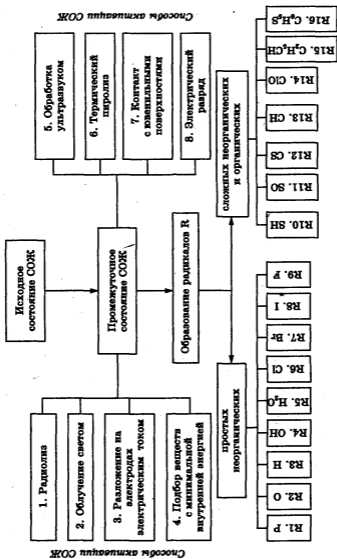 Способы активации СОЖ
Исходное
состояние СОЖ
Промежуточное
состояние СОЖ
Образование радикалов R
1. Радиолиз
2. Облучение светом
3. Разложение на
электродах
электрическим током
4. Подбор веществ
с минимальной
внутренней энергией
Способы активации СОЖ
5. Обработка
ультразвуком
6. Термический
пиролиз
7. Контакт
с ювенильными
поверхностями
8. Электрический
разряд
простых
неорганических
сложных неорганических
и органических
R1. P
R2. O
R3. H
R4. OH
R5. H₂O
R6. Cl
R7. Br
R8. I
R9. F
R10. SH
R11. SO
R12. CS
R13. CH
R14. ClO
R15. C₂H₅CH
R16. C₆H₅S